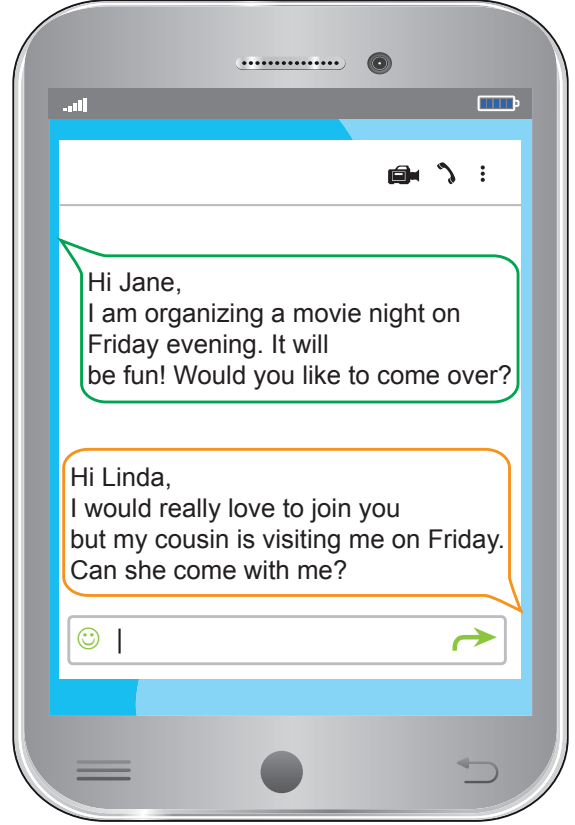 Hi Jane,
I am organizing a movie night on
Friday evening. It will
be fun! Would you like to come over?
Hi Linda,
I would really love to join you
but my cousin is visiting me on Friday.
Can she come with me?